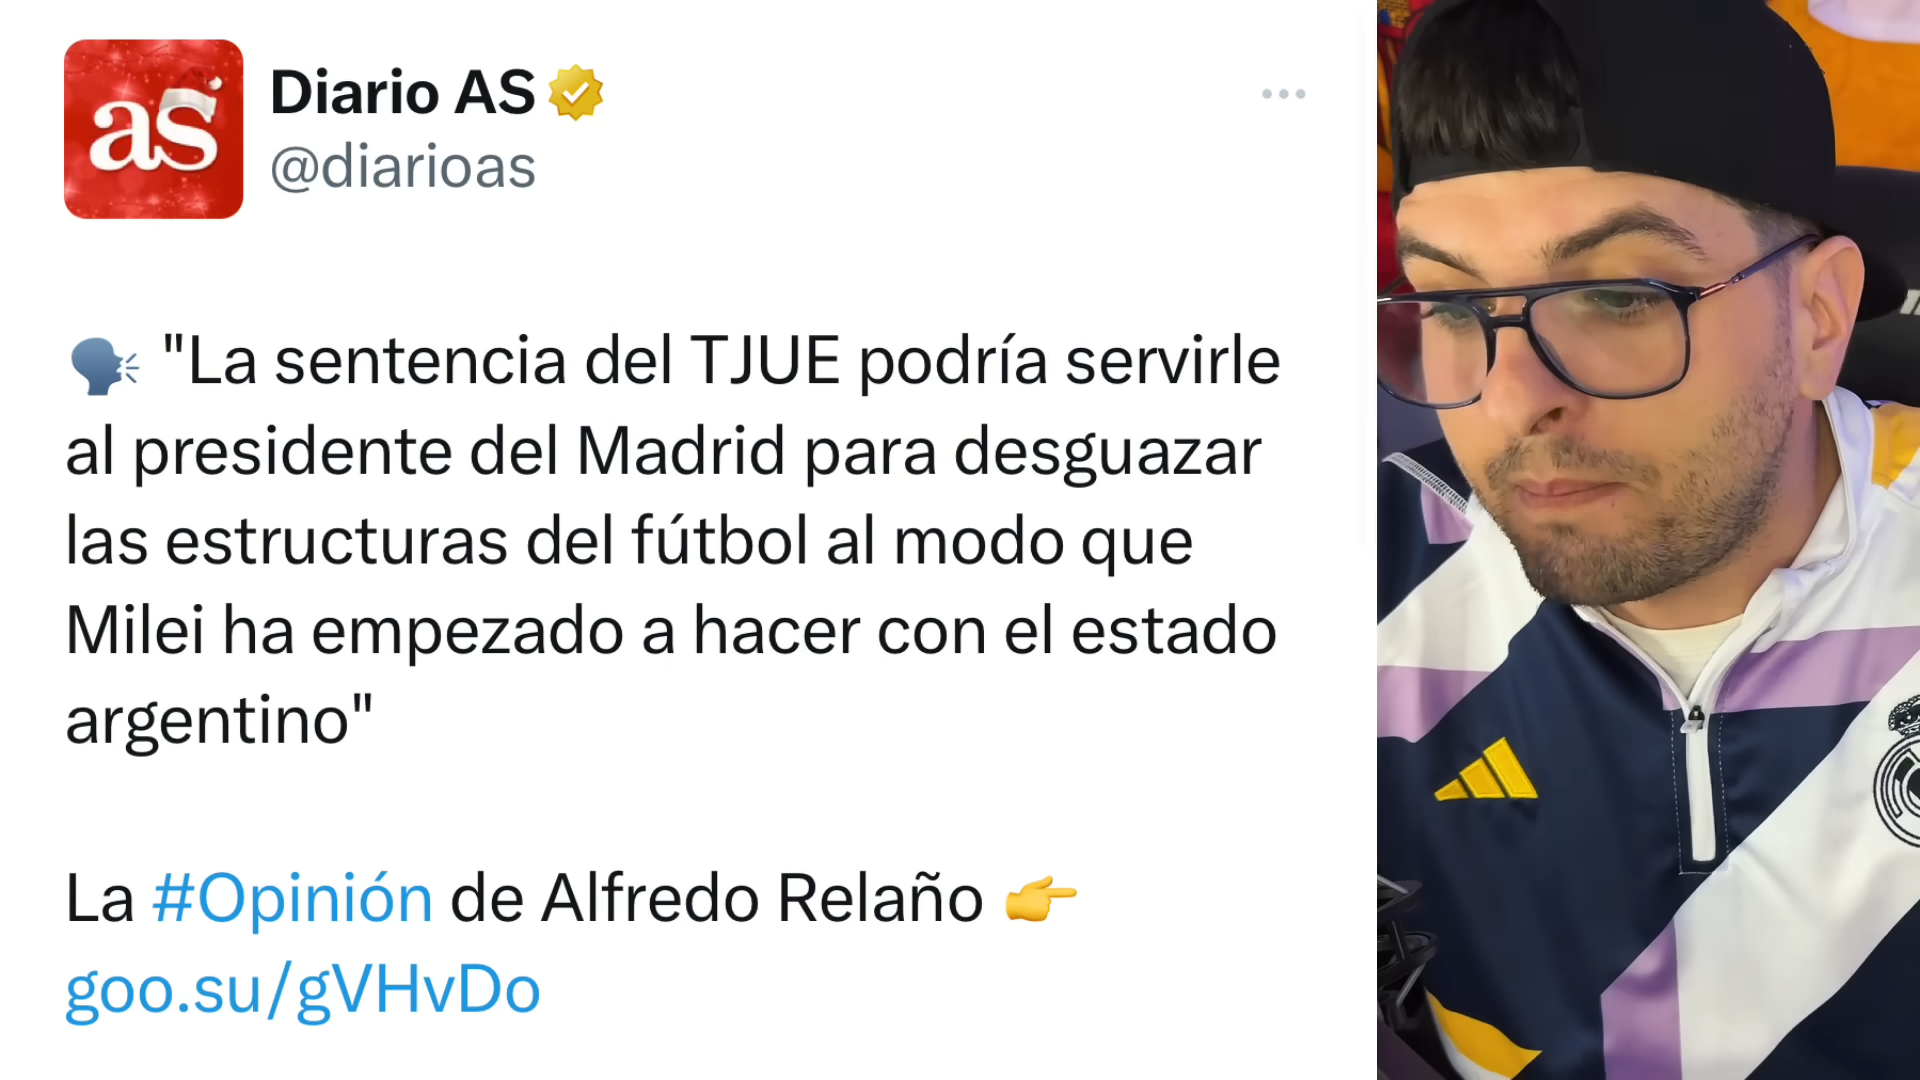 as
Diario AS
@diarioas
"La sentencia del TJUE podría servirle
al presidente del Madrid para desguazar
las estructuras del fútbol al modo que
Milei ha empezado a hacer con el estado
argentino"
La #Opinión de Alfredo Relaño
goo.su/gVHvDo